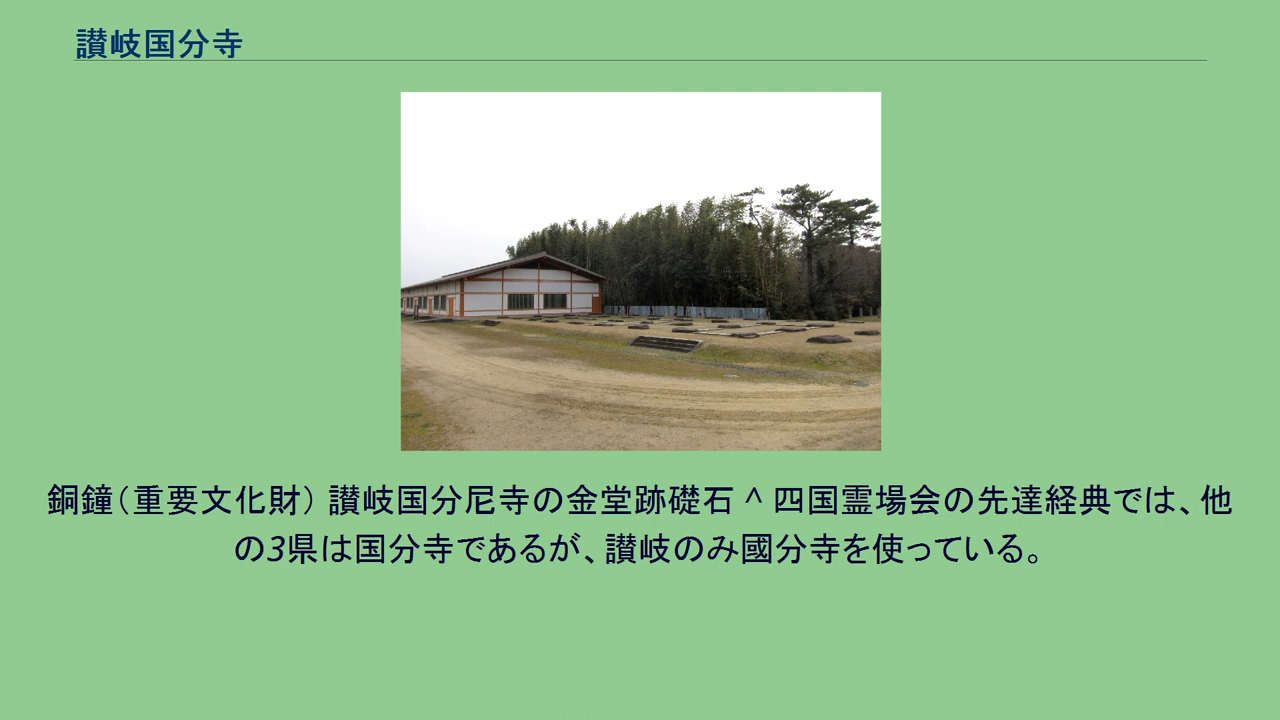 讃岐国分寺
銅鐘（重要文化財） 讃岐国分尼寺の金堂跡礎石 ^ 四国霊場会の先達経典では、他
の3県は国分寺であるが、讃岐のみ國分寺を使っている。